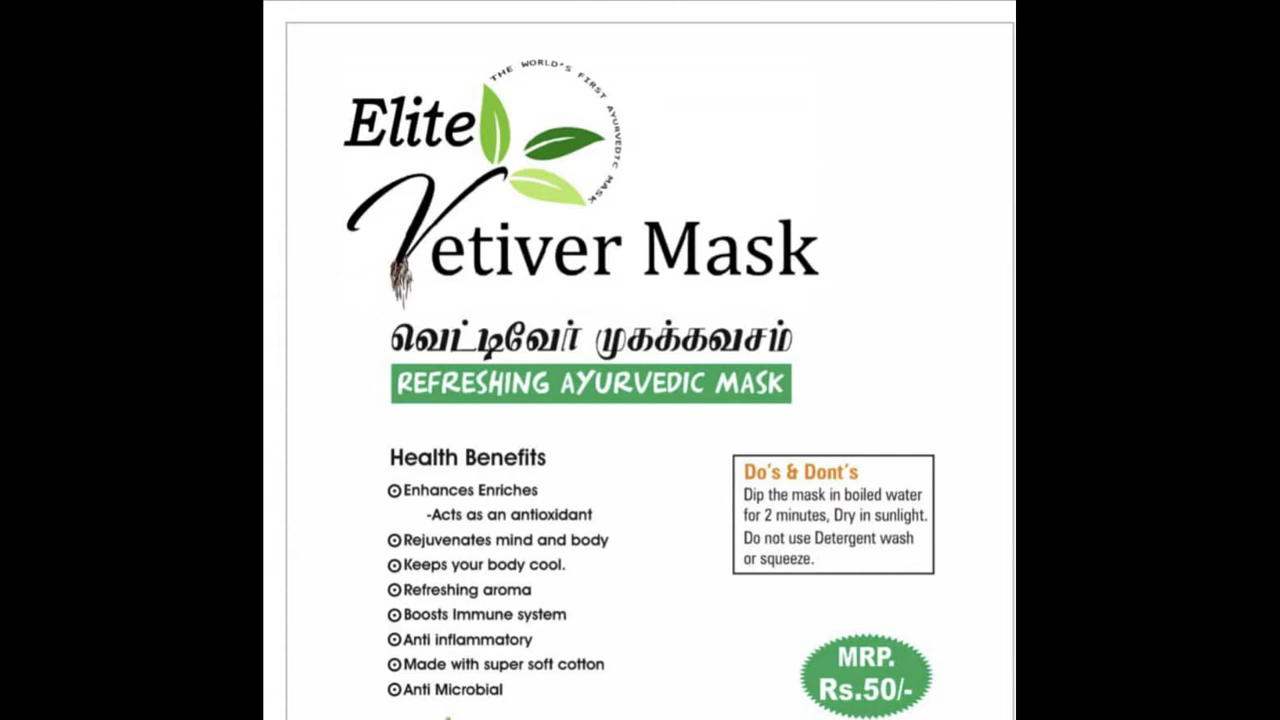 THE WORLD'S FIRST AYURVEDIC MASK
Elite
Vetiver Mask
வெட்டிவேர் முகக்கவசம்
REFRESHING AYURVEDIC MASK
Health Benefits
Enhances Enriches
-Acts as an antioxidant
Rejuvenates mind and body
Keeps your body cool.
Refreshing aroma
Boosts Immune system
Anti inflammatory
Made with super soft cotton
Anti Microbial
Do's & Dont's
Dip the mask in boiled water
for 2 minutes, Dry in sunlight.
Do not use Detergent wash
or squeeze.
MRP.
Rs.50/-